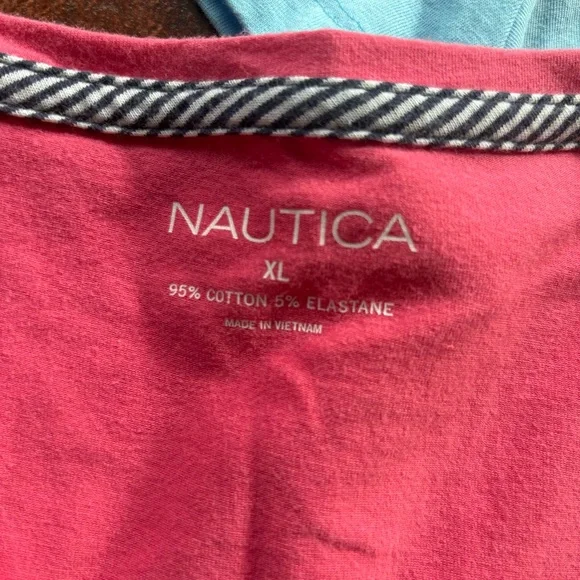 NAUTICA
XL
95% COTTON 5% ELASTANE
MADE IN VIETNAM